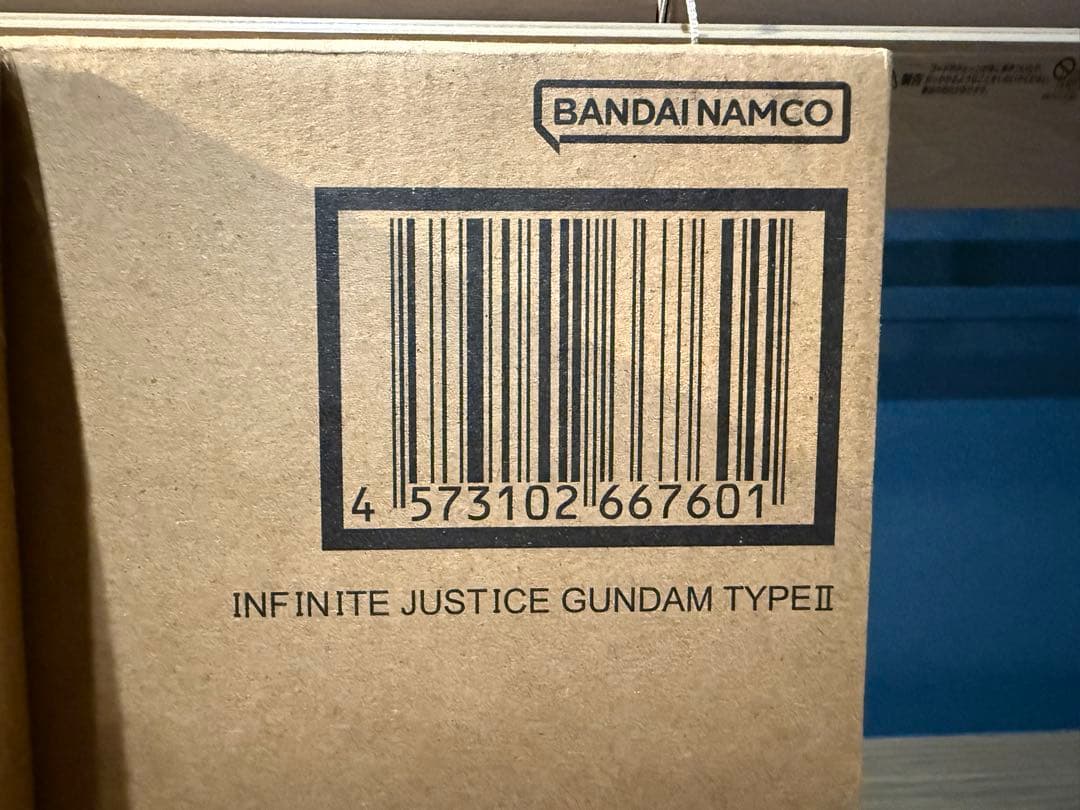 BANDAI NAMCO
4 573102 667601
INFINITE JUSTICE GUNDAM TYPEⅡ